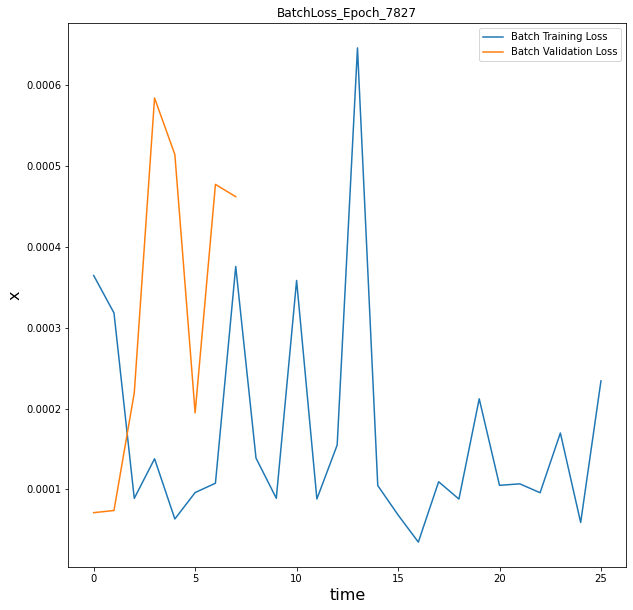 BatchLoss_Epoch_7827
Batch Training Loss
Batch Validation Loss
0.0006
0.0005
0.0004
0.0003
0.0002
0.0001
x
0 5 10 15 20 25
time